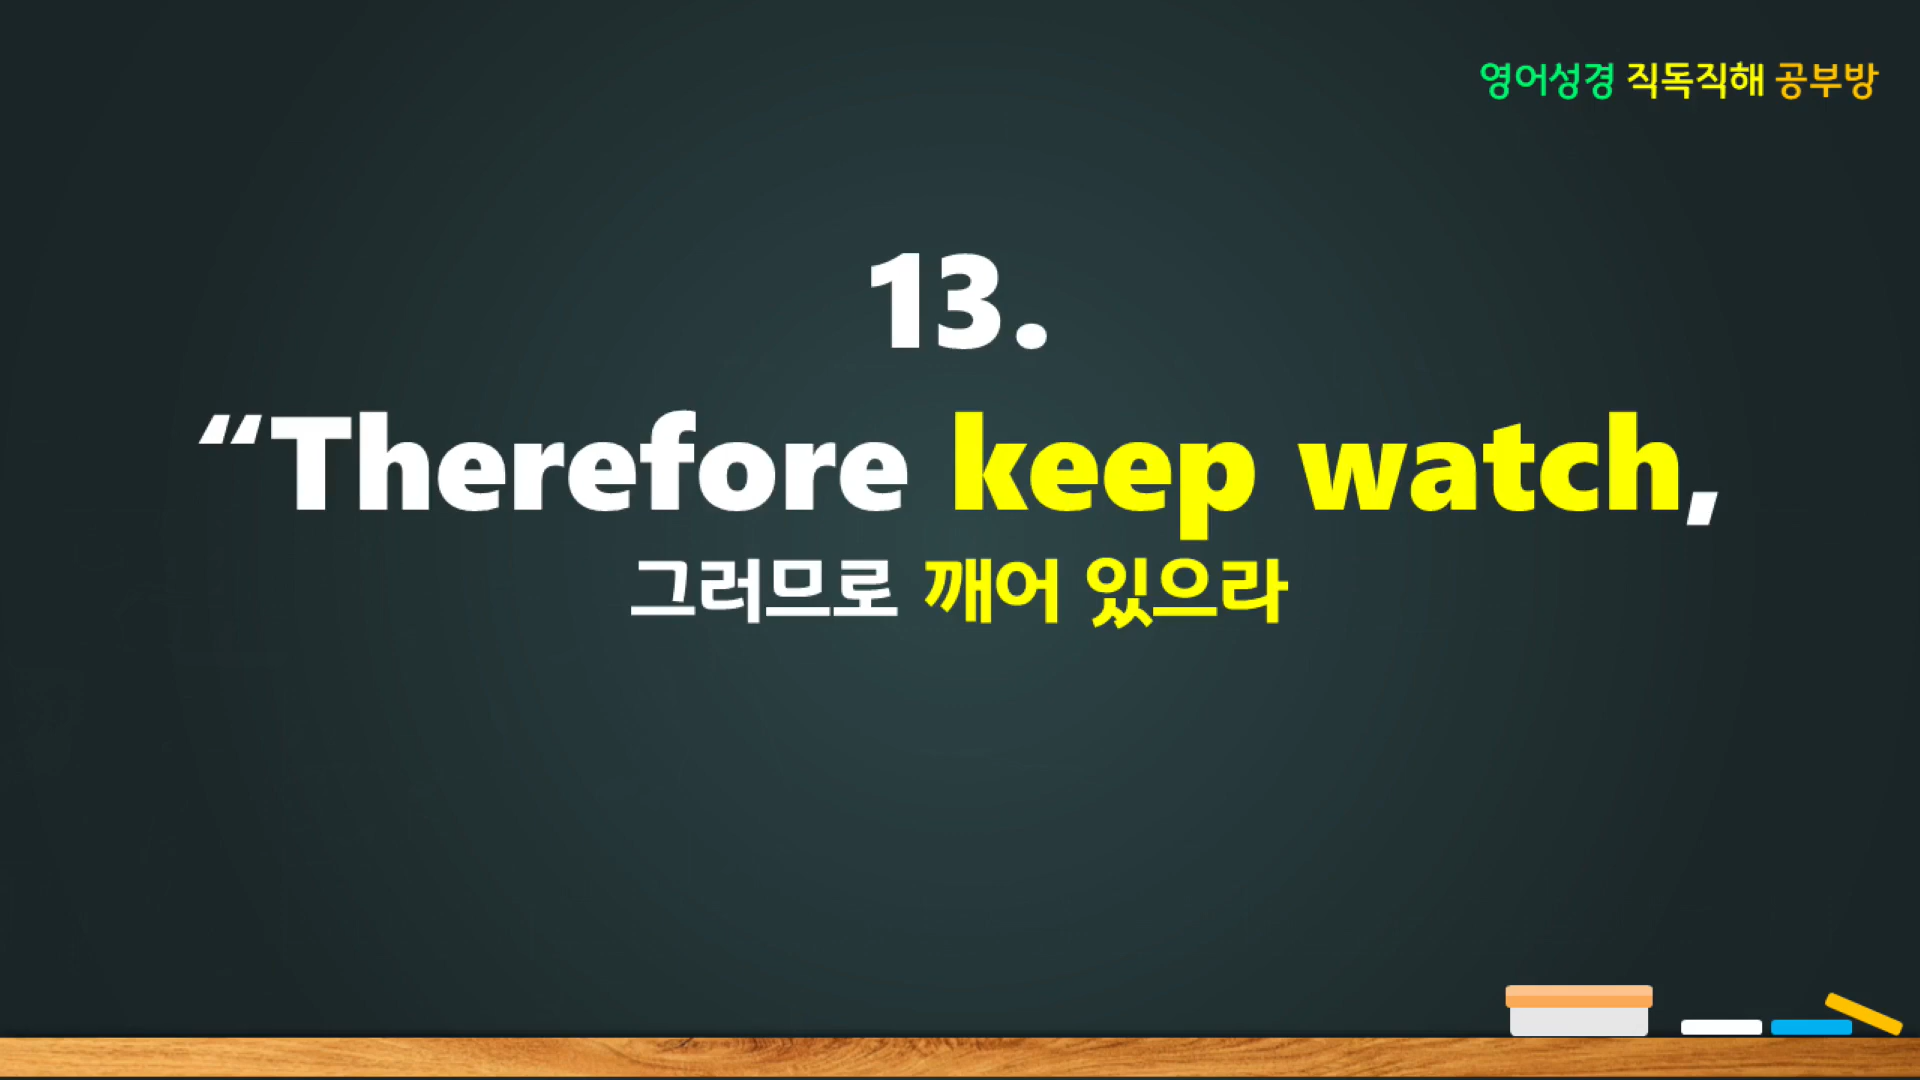 영어성경 직독직해 공부방
13.
“Therefore keep watch,
그러므로 깨어 있으라